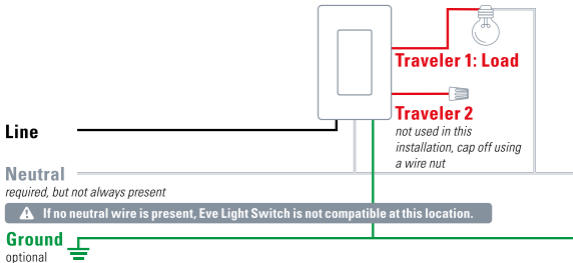 Traveler 1: Load
Traveler 2
not used in this
installation, cap off using
a wire nut
Line
Neutral
required, but not always present
If no neutral wire is present, Eve Light Switch is not compatible at this location.
Ground
optional